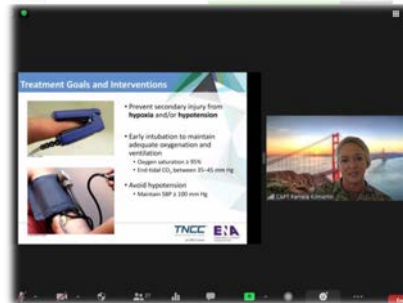 Treatment Goals and Interventions
• Prevent secondary injury from
hypoxia and/or hypotension
• Early intubation to maintain
adequate oxygenation and
ventilation
• Oxygen saturation ≥ 95%
• End-tidal CO₂ between 35–45 mm Hg
• Avoid hypotension
• Maintain SBP ≥ 100 mm Hg
TNCC
ENA
CAPT Pamela